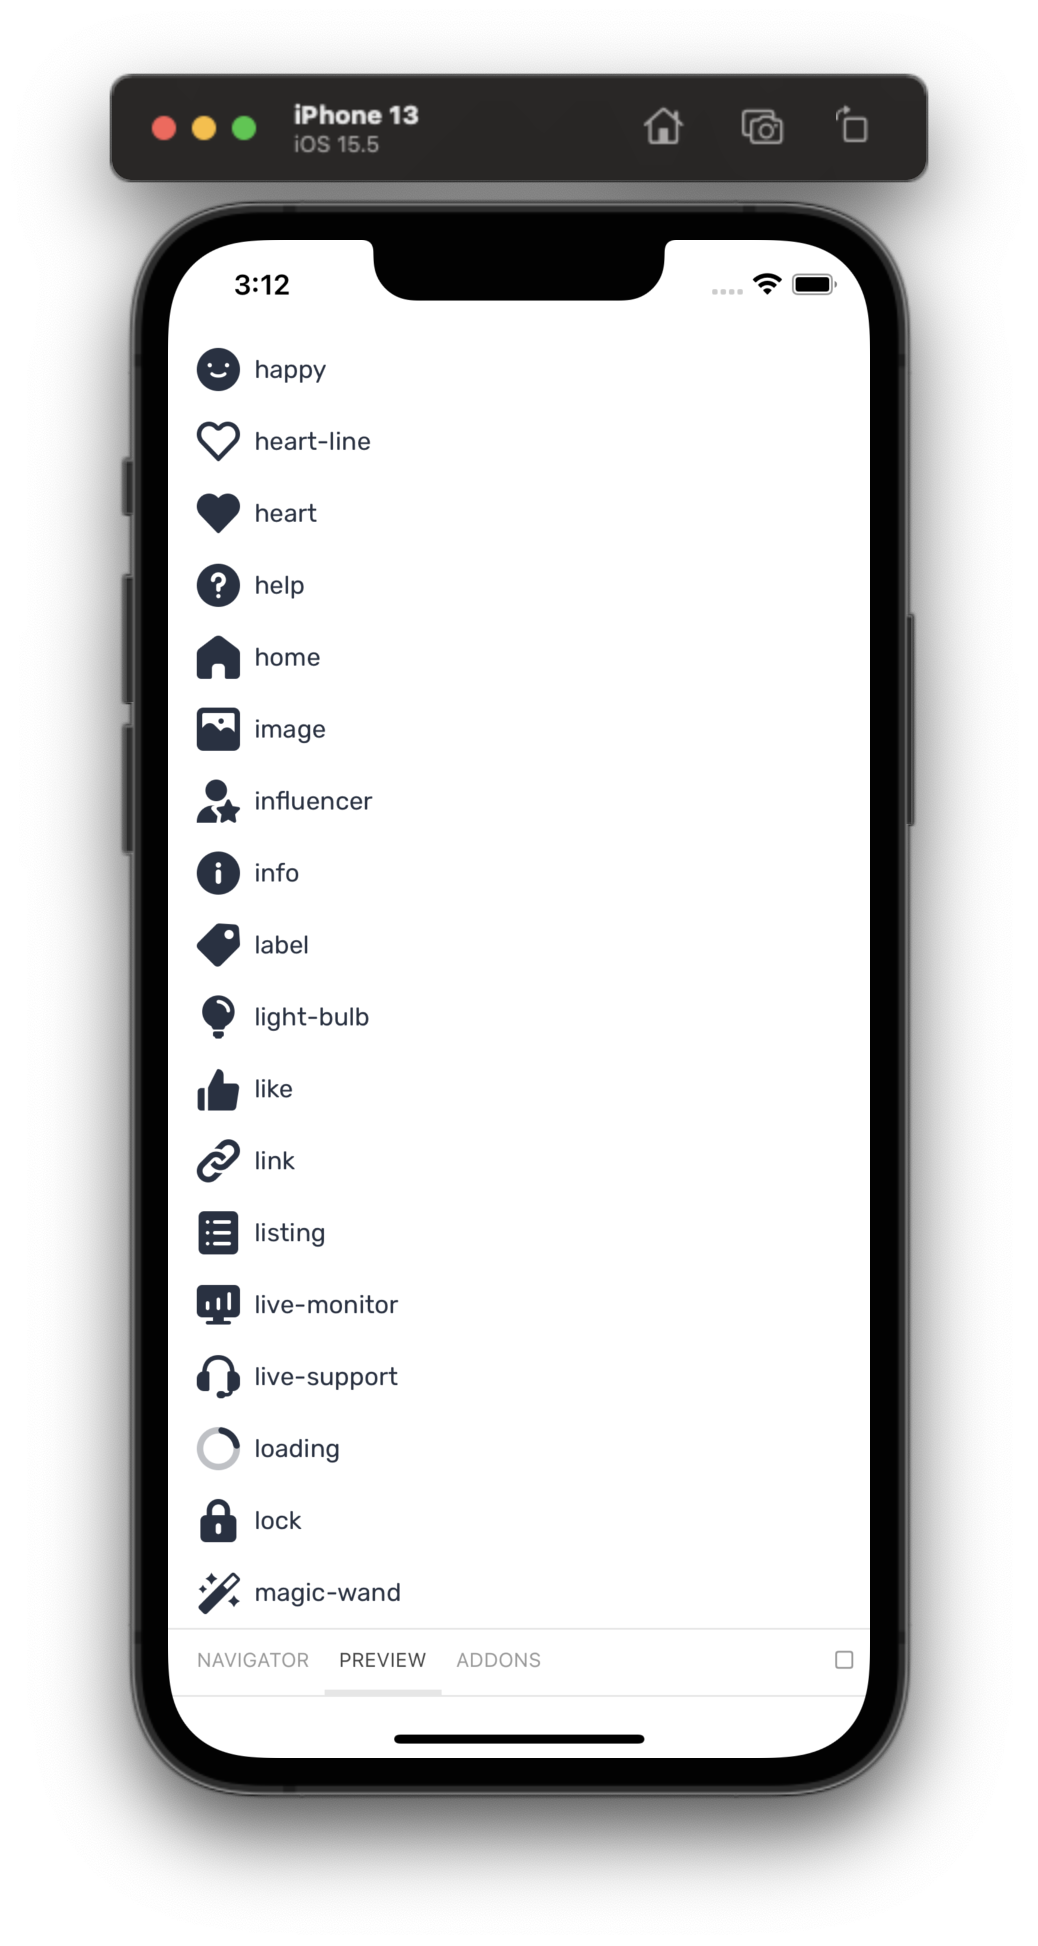 iPhone 13
iOS 15.5
3:12
happy
heart-line
heart
help
home
image
influencer
info
label
light-bulb
like
link
listing
live-monitor
live-support
loading
lock
magic-wand
NAVIGATOR PREVIEW ADDONS